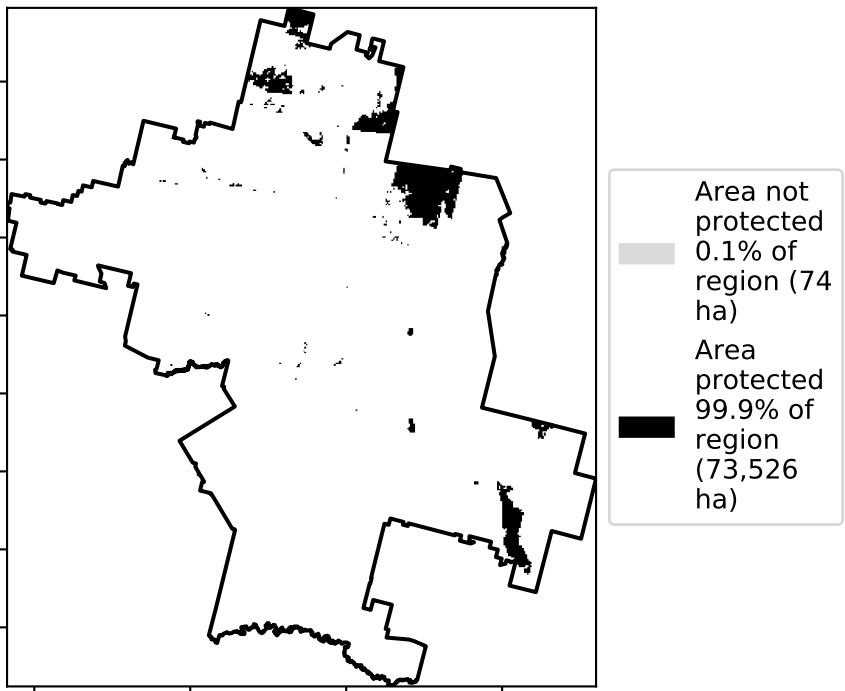 Area not
protected
0.1% of
region (74
ha)
Area
protected
99.9% of
region
(73,526
ha)